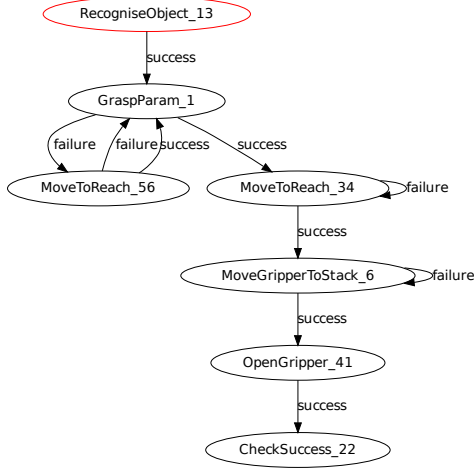 RecogniseObject_13
success
GraspParam_1
failure
failure
success
success
MoveToReach_56
MoveToReach_34
failure
success
MoveGripperToStack_6
failure
success
OpenGripper_41
success
CheckSuccess_22